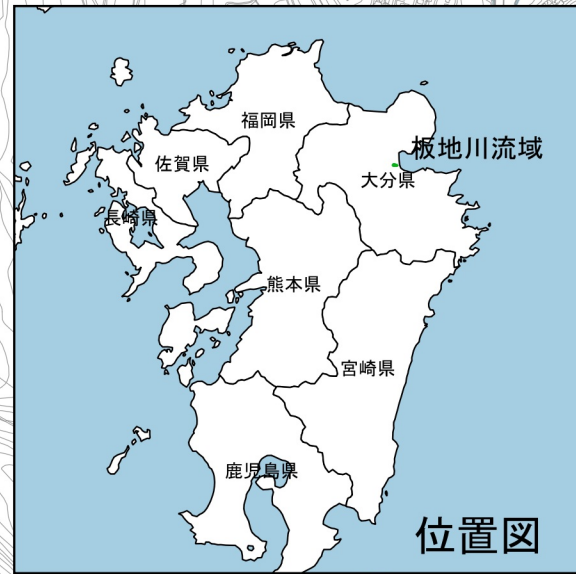 福岡県
佐賀県
板地川流域
大分県
長崎県
熊本県
宮崎県
鹿児島県
位置図